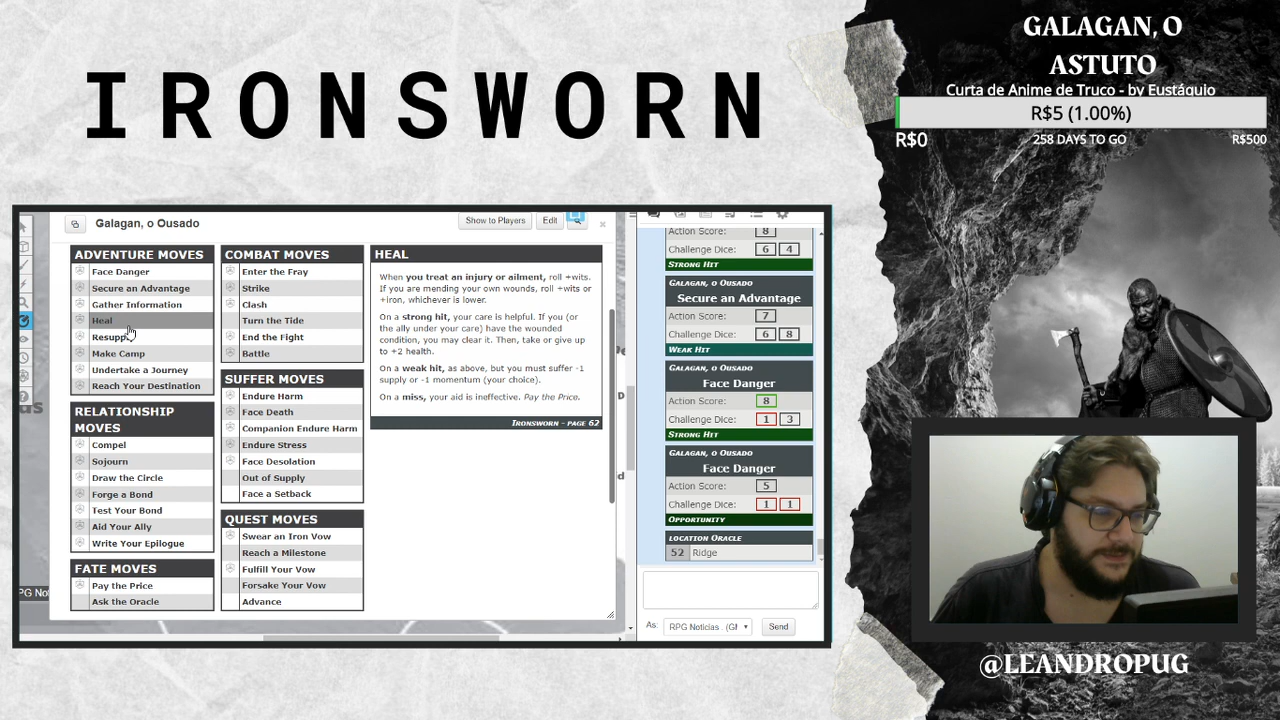 IRONSWORN
GALAGAN, O
ASTUTO
Curta de Anime de Truco - by Eustáquio
R$5 (1.00%)
R$0
258 DAYS TO GO
R$500
Galagan, o Ousado
Show to Players
Edit
ADVENTURE MOVES
Face Danger
Secure an Advantage
Gather Information
Heal
Resupply
Make Camp
Undertake a Journey
Reach Your Destination
RELATIONSHIP
MOVES
Compel
Sojourn
Draw the Circle
Forge a Bond
Test Your Bond
Aid Your Ally
Write Your Epilogue
FATE MOVES
Pay the Price
Ask the Oracle
COMBAT MOVES
Enter the Fray
Strike
Clash
Turn the Tide
End the Fight
Battle
SUFFER MOVES
Endure Harm
Face Death
Companion Endure Harm
Endure Stress
Face Desolation
Out of Supply
Face a Setback
QUEST MOVES
Swear an Iron Vow
Reach a Milestone
Fulfill Your Vow
Forsake Your Vow
Advance
HEAL
When you treat an injury or ailment, roll +wits.
If you are mending your own wounds, roll +wits or
+iron, whichever is lower.
On a strong hit, your care is helpful. If you (or
the ally under your care) have the wounded
condition, you may clear it. Then, take or give up
to +2 health.
On a weak hit, as above, but you must suffer -1
supply or -1 momentum (your choice).
On a miss, your aid is ineffective. Pay the Price.
IRONSWORN - PAGE 62
Action Score: 8
Challenge Dice: 6 4
STRONG HIT
GALAGAN, O OUSADO
Secure an Advantage
Action Score: 7
Challenge Dice: 6 8
WEAK HIT
GALAGAN, O OUSADO
Face Danger
Action Score: 8
Challenge Dice: 1 3
STRONG HIT
GALAGAN, O OUSADO
Face Danger
Action Score: 5
Challenge Dice: 1 1
OPPORTUNITY
LOCATION ORACLE
52 Ridge
As:
RPG Noticias . (GM
Send
@LEANDROPUG